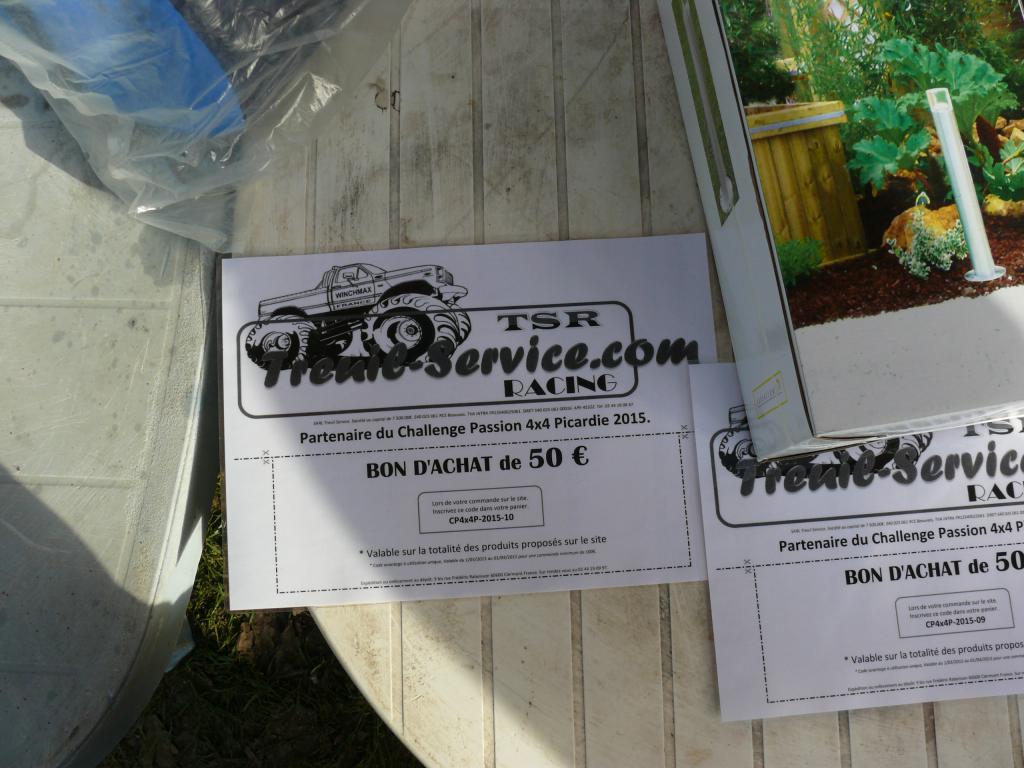 WINCHMAX
FRANCE
TSR
Treuil-Service.com
RACING
Partenaire du Challenge Passion 4x4 Picardie 2015.
BON D'ACHAT de 50 €
Lors de votre commande sur le site.
Inscrivez ce code dans votre panier.
CP4x4P-2015-10
* Valable sur la totalité des produits proposés sur le site
TSR
Treuil-Service
RAC
Partenaire du Challenge Passion 4x4 P
BON D'ACHAT de 50
Lors de votre commande sur le site.
Inscrivez ce code dans votre panier.
CP4x4P-2015-09
* Valable sur la totalité des produits propos